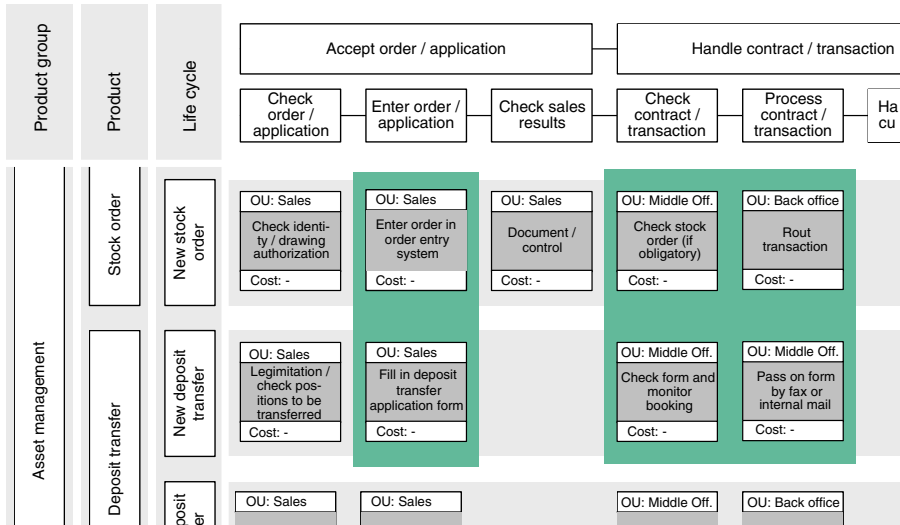 Product group
Product
Life cycle
Accept order / application
Handle contract / transaction
Check
order /
application
Enter order /
application
Check sales
results
Check
contract /
transaction
Process
contract /
transaction
Ha
cu
Asset management
Stock order
New stock
order
OU: Sales
Check identi-
ty / drawing
authorization
Cost: -
OU: Sales
Enter order in
order entry
system
Cost: -
OU: Sales
Document /
control
Cost: -
OU: Middle Off.
Check stock
order (if
obligatory)
Cost: -
OU: Back office
Rout
transaction
Cost: -
Deposit transfer
New deposit
transfer
OU: Sales
Legimitation /
check pos-
itions to be
transferred
Cost: -
OU: Sales
Fill in deposit
transfer
application form
Cost: -
OU: Middle Off.
Check form and
monitor
booking
Cost: -
OU: Middle Off.
Pass on form
by fax or
internal mail
Cost: -
posit
er
OU: Sales
OU: Sales
OU: Middle Off.
OU: Back office